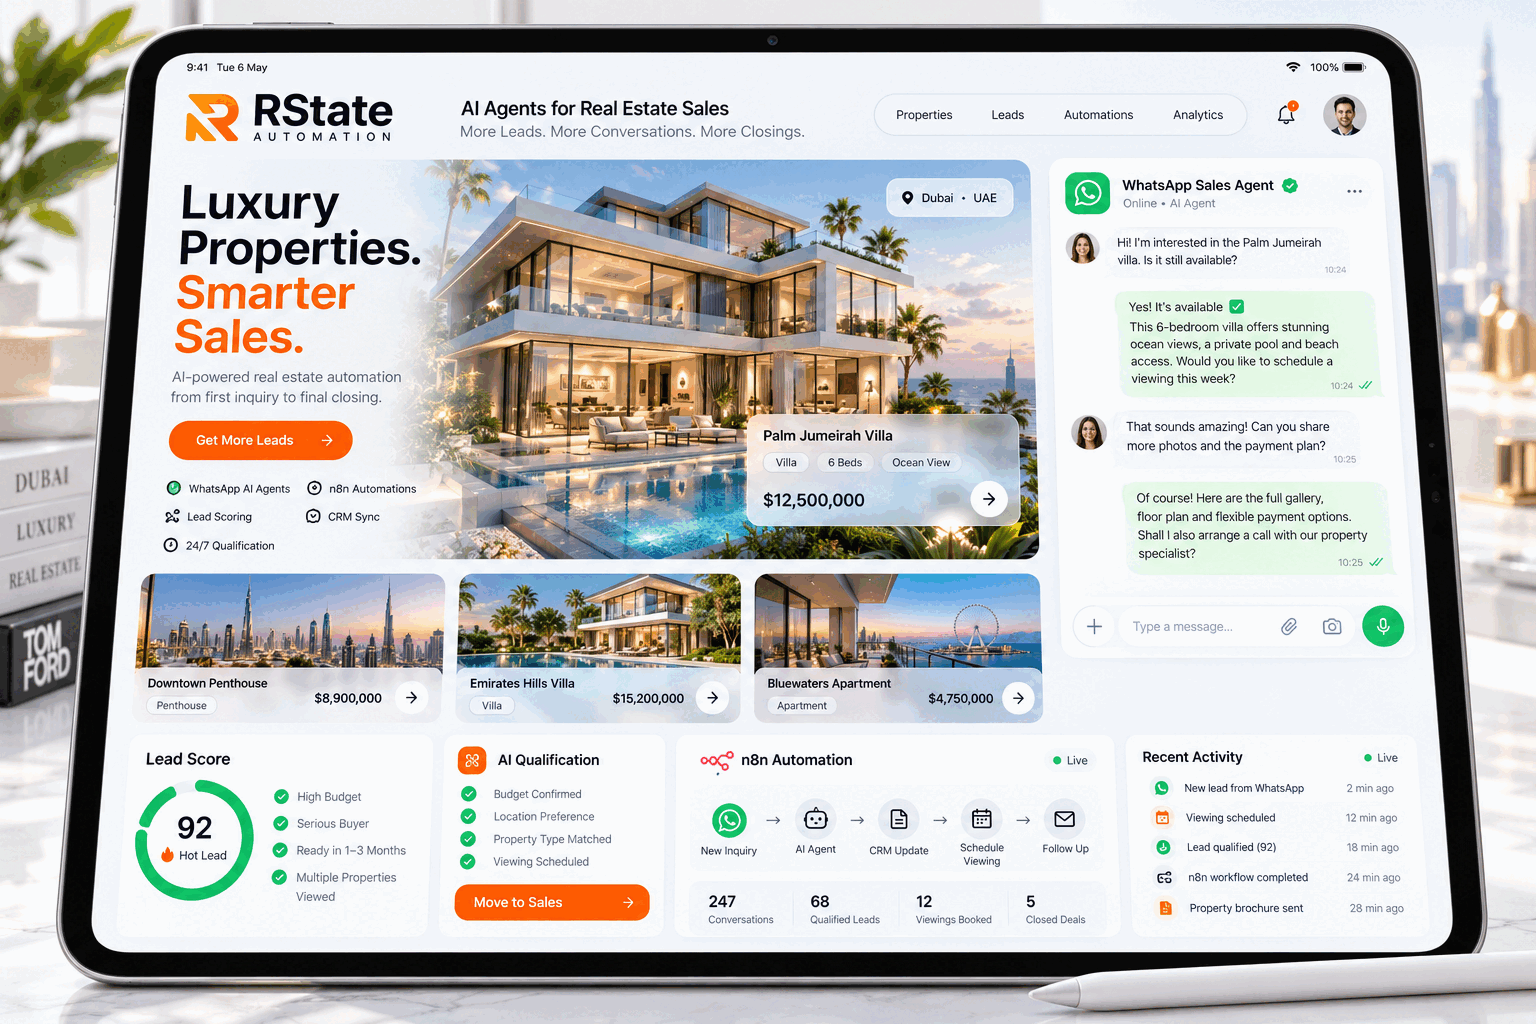 9:41 Tue 6 May
100%
RState
AUTOMATION
AI Agents for Real Estate Sales
More Leads. More Conversations. More Closings.
Properties
Leads
Automations
Analytics
Luxury
Properties.
Smarter
Sales.
AI-powered real estate automation
from first inquiry to final closing.
Get More Leads →
WhatsApp AI Agents
n8n Automations
Lead Scoring
CRM Sync
24/7 Qualification
Dubai • UAE
Palm Jumeirah Villa
Villa
6 Beds
Ocean View
$12,500,000
WhatsApp Sales Agent
Online • AI Agent
Hi! I'm interested in the Palm Jumeirah
villa. Is it still available?
10:24
Yes! It's available ✅
This 6-bedroom villa offers stunning
ocean views, a private pool and beach
access. Would you like to schedule a
viewing this week?
10:24
That sounds amazing! Can you share
more photos and the payment plan?
10:25
Of course! Here are the full gallery,
floor plan and flexible payment options.
Shall I also arrange a call with our property
specialist?
10:25
Type a message...
Downtown Penthouse
Penthouse
$8,900,000
Emirates Hills Villa
Villa
$15,200,000
Bluewaters Apartment
Apartment
$4,750,000
Lead Score
92
Hot Lead
High Budget
Serious Buyer
Ready in 1–3 Months
Multiple Properties
Viewed
AI Qualification
Budget Confirmed
Location Preference
Property Type Matched
Viewing Scheduled
Move to Sales →
n8n Automation
Live
New Inquiry
AI Agent
CRM Update
Schedule
Viewing
Follow Up
247
Conversations
68
Qualified Leads
12
Viewings Booked
5
Closed Deals
Recent Activity
Live
New lead from WhatsApp 2 min ago
Viewing scheduled 12 min ago
Lead qualified (92) 18 min ago
n8n workflow completed 24 min ago
Property brochure sent 28 min ago
DUBAI
LUXURY
REAL ESTATE
TOM
FORD